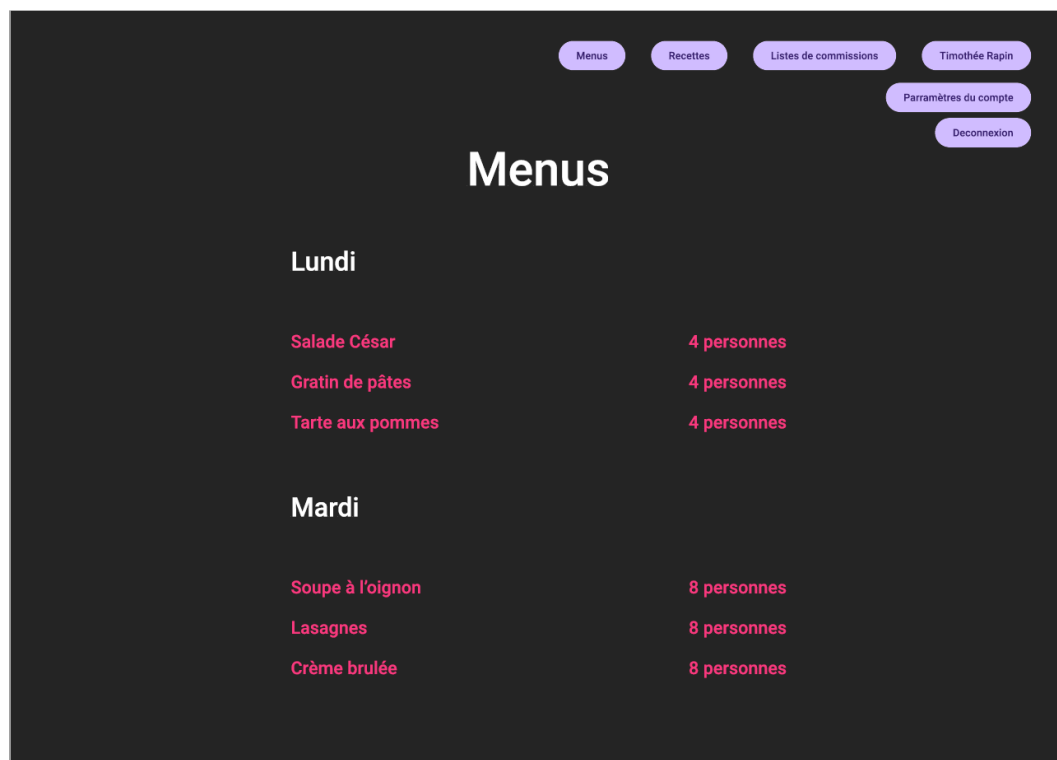 Menus Recettes Listes de commissions Timothée Rapin
Parramètres du compte
Deconnexion
Menus
Lundi
Salade César 4 personnes
Gratin de pâtes 4 personnes
Tarte aux pommes 4 personnes
Mardi
Soupe à l’oignon 8 personnes
Lasagnes 8 personnes
Crème brulée 8 personnes